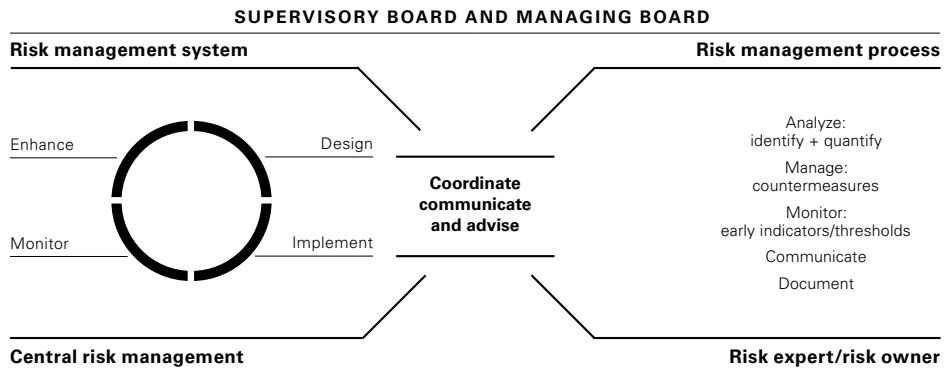 SUPERVISORY BOARD AND MANAGING BOARD
Risk management system
Risk management process
Enhance
Design
Monitor
Implement
Coordinate
communicate
and advise
Analyze:
identify + quantify
Manage:
countermeasures
Monitor:
early indicators/thresholds
Communicate
Document
Central risk management
Risk expert/risk owner